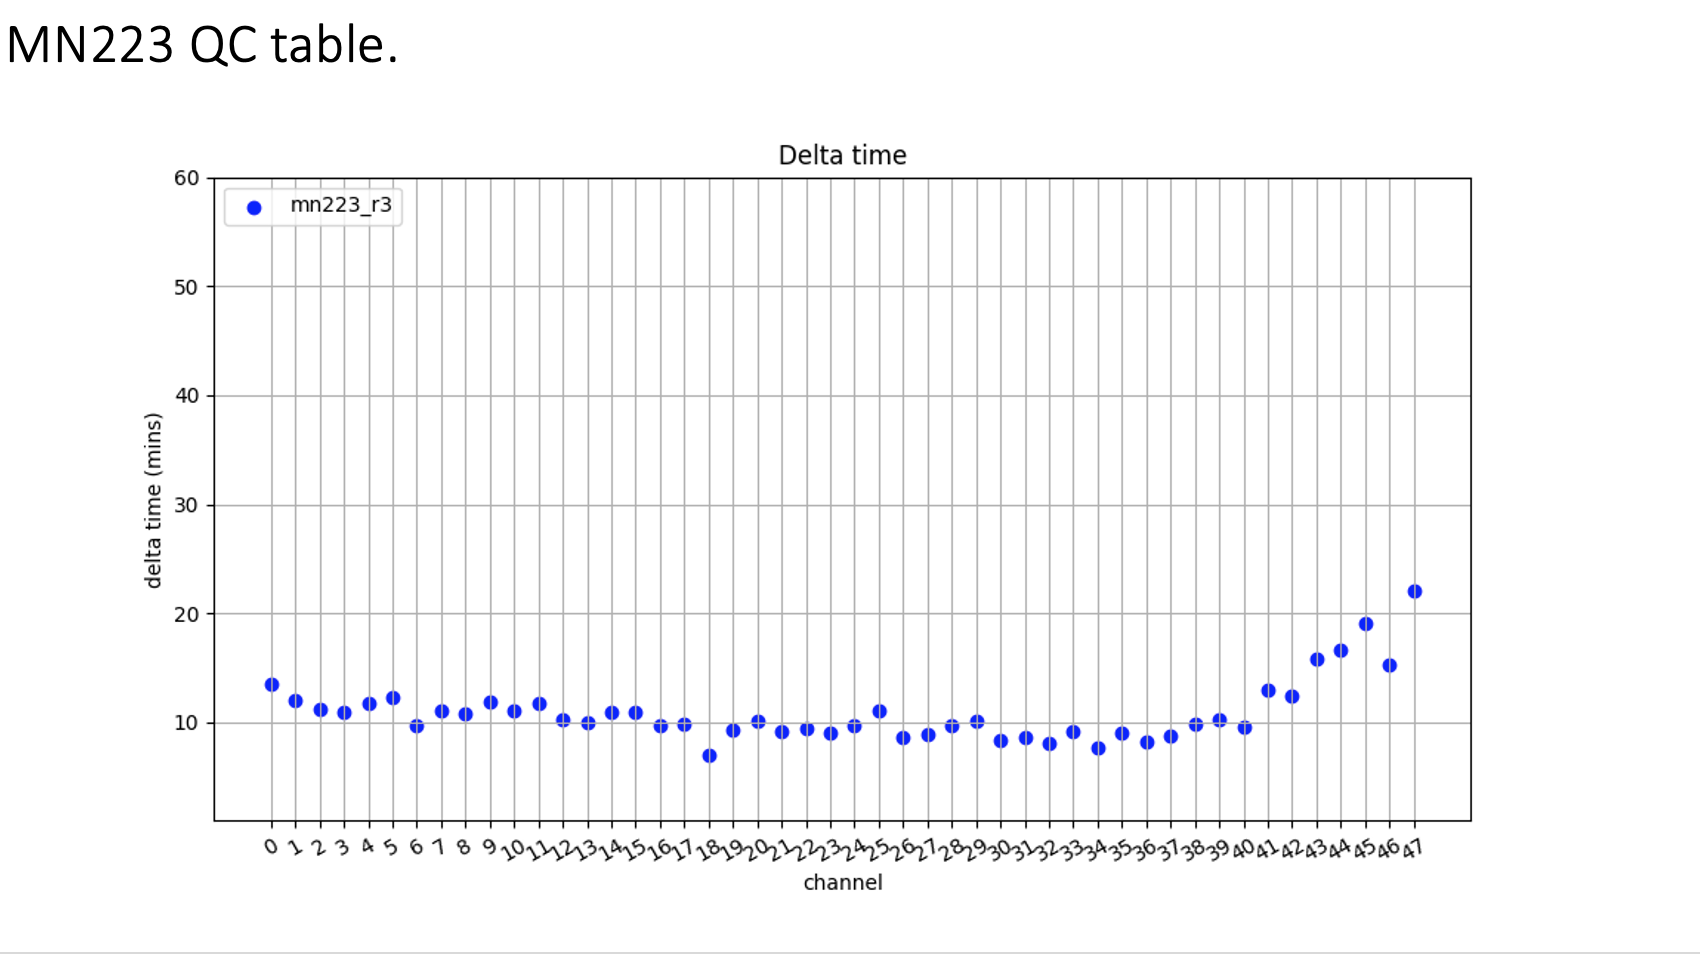 MN223 QC table.
Delta time
60
mn223_r3
50
40
30
20
10
delta time (mins)
0 1 2 3 4 5 6 7 8 9 10 11 12 13 14 15 16 17 18 19 20 21 22 23 24 25 26 27 28 29 30 31 32 33 34 35 36 37 38 39 40 41 42 43 44 45 46 47
channel